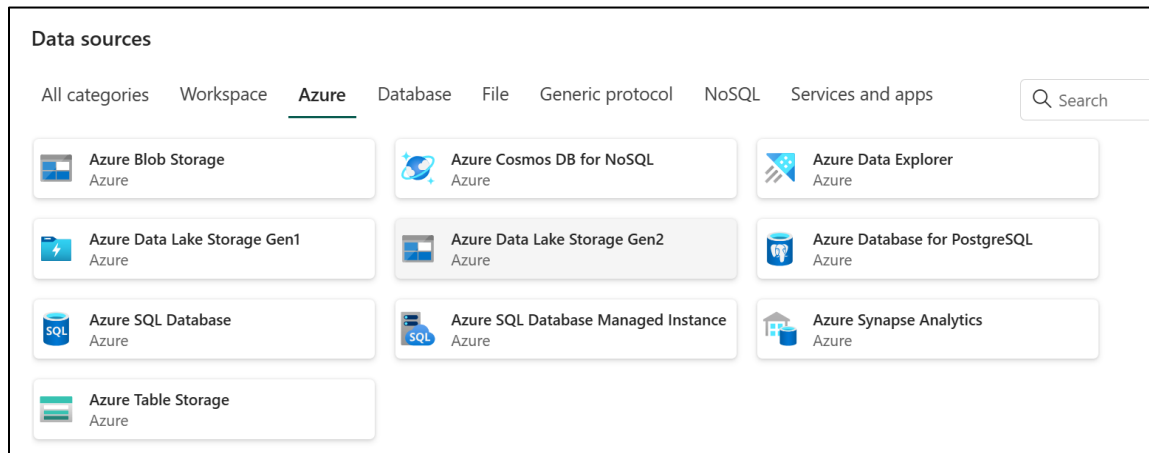 Data sources
All categories Workspace Azure Database File Generic protocol NoSQL Services and apps Search
Azure Blob Storage
Azure
Azure Cosmos DB for NoSQL
Azure
Azure Data Explorer
Azure
Azure Data Lake Storage Gen1
Azure
Azure Data Lake Storage Gen2
Azure
Azure Database for PostgreSQL
Azure
SQL
Azure SQL Database
Azure
SQL
Azure SQL Database Managed Instance
Azure
Azure Synapse Analytics
Azure
Azure Table Storage
Azure